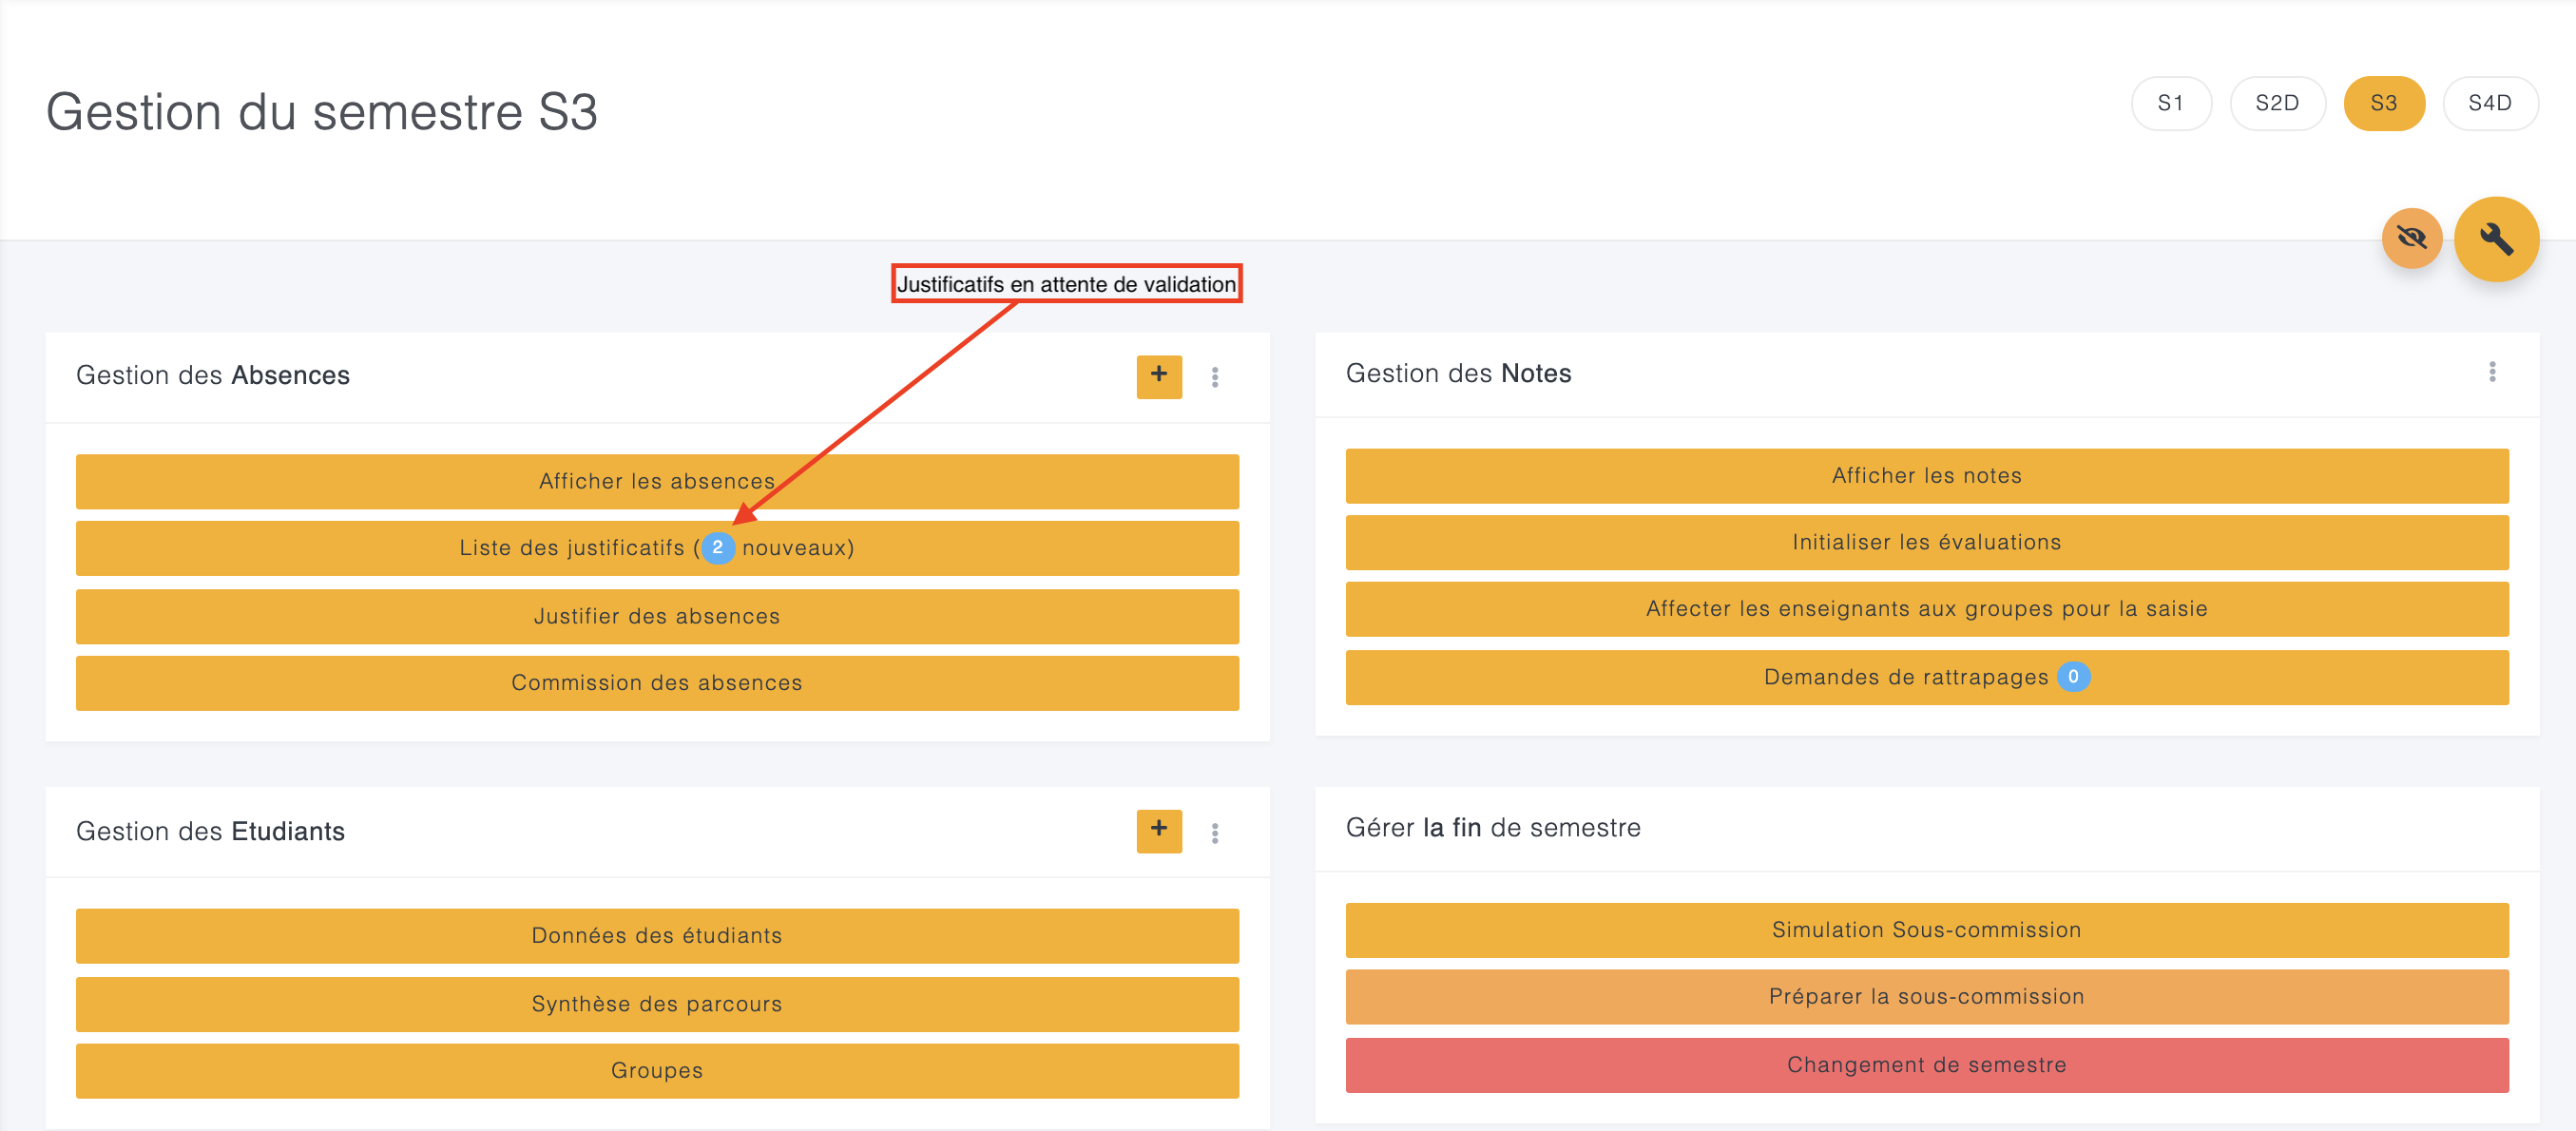 Gestion du semestre S3
S1
S2D
S3
S4D
Justificatifs en attente de validation
Gestion des Absences
+
Afficher les absences
Liste des justificatifs (2 nouveaux)
Justifier des absences
Commission des absences
Gestion des Notes
Afficher les notes
Initialiser les évaluations
Affecter les enseignants aux groupes pour la saisie
Demandes de rattrapages 0
Gestion des Etudiants
+
Données des étudiants
Synthèse des parcours
Groupes
Gérer la fin de semestre
Simulation Sous-commission
Préparer la sous-commission
Changement de semestre